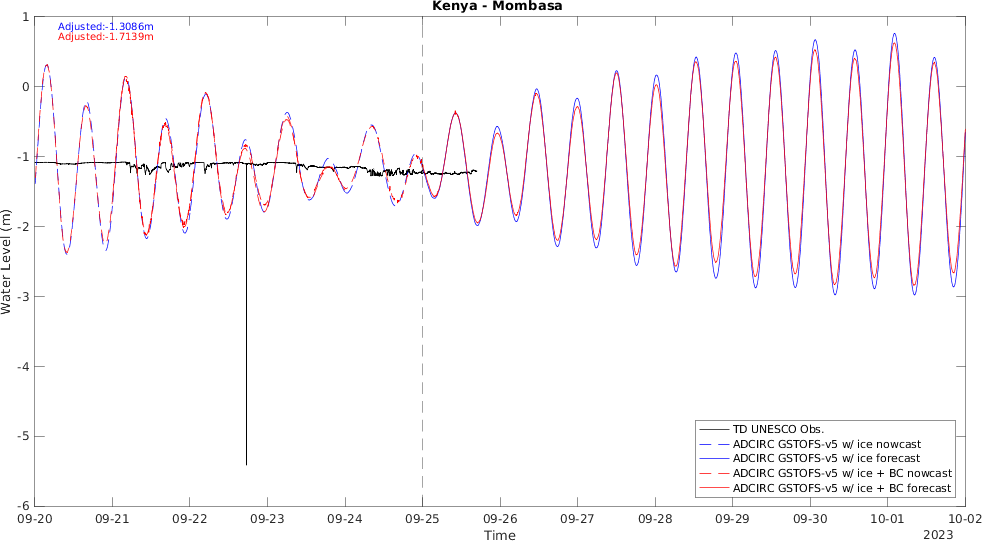 Kenya - Mombasa
Adjusted:-1.3086m
Adjusted:-1.7139m
1
0
-1
-2
-3
-4
-5
-6
Water Level (m)
TD UNESCO Obs.
ADCIRC GSTOFS-v5 w/ ice nowcast
ADCIRC GSTOFS-v5 w/ ice forecast
ADCIRC GSTOFS-v5 w/ ice + BC nowcast
ADCIRC GSTOFS-v5 w/ ice + BC forecast
09-20 09-21 09-22 09-23 09-24 09-25 09-26 09-27 09-28 09-29 09-30 10-01 10-02
Time
2023